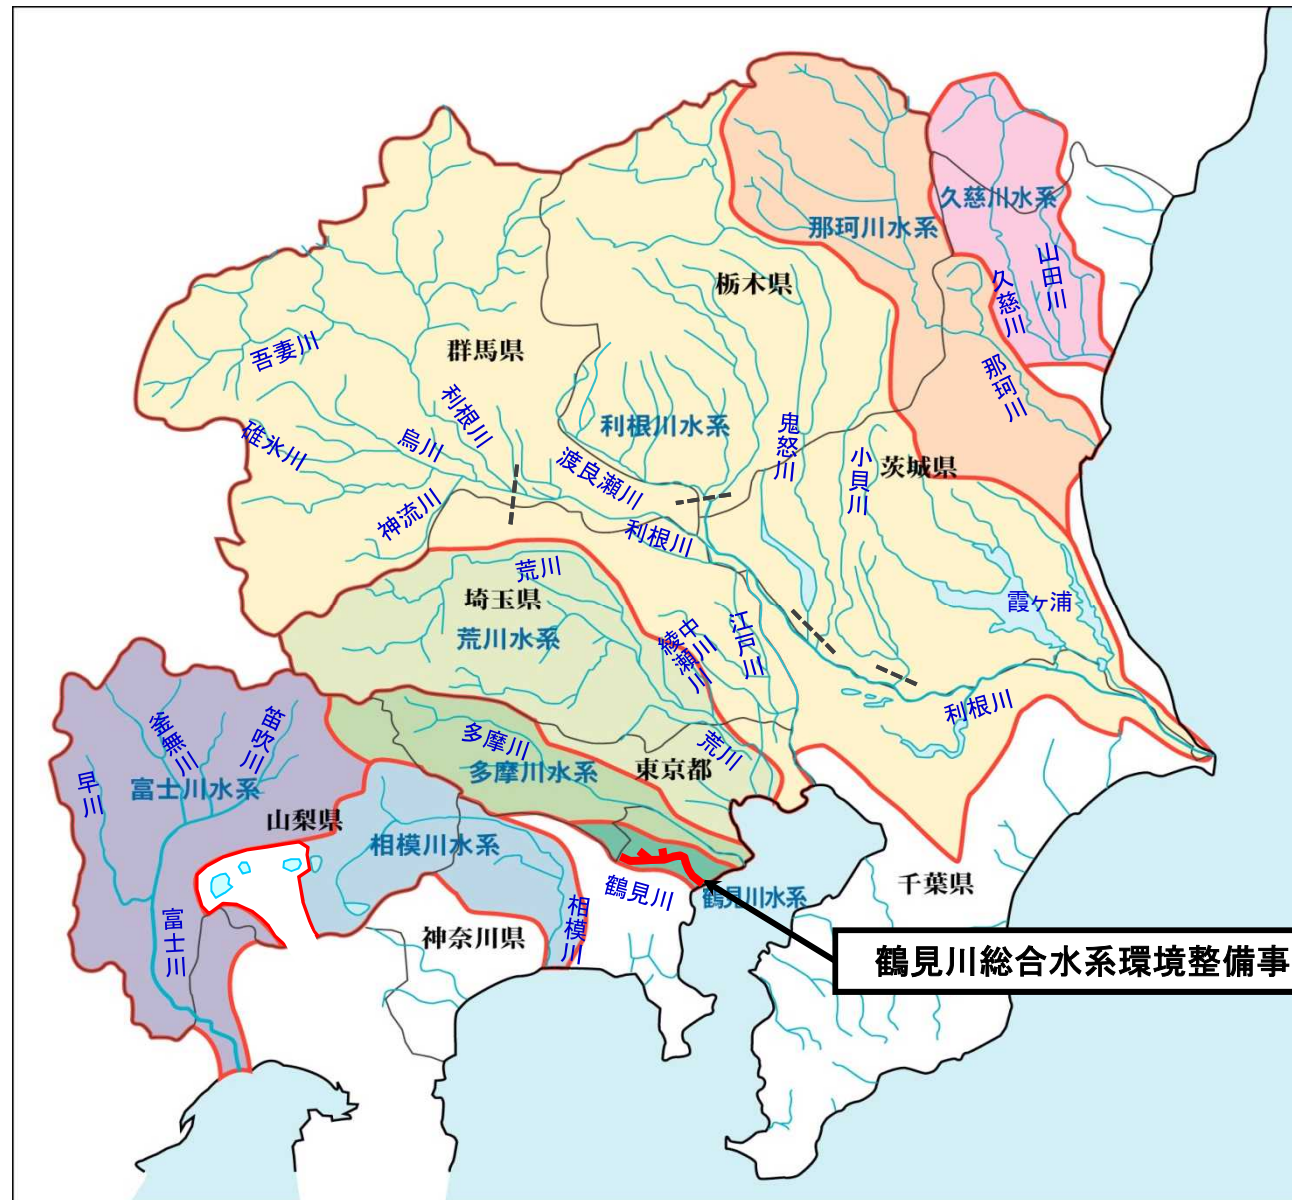 久慈川水系
那珂川水系
山田川
久慈川
栃木県
吾妻川
群馬県
那珂川
利根川
利根川水系
鬼怒川
碓氷川
烏川
小貝川
茨城県
渡良瀬川
神流川
利根川
荒川
埼玉県
霞ヶ浦
荒川水系
綾瀬川
中川
江戸川
釜無川
笛吹川
利根川
多摩川
荒川
早川
富士川水系
多摩川水系
東京都
山梨県
相模川水系
千葉県
鶴見川
鶴見川水系
富士川
相模川
神奈川県
鶴見川総合水系環境整備事